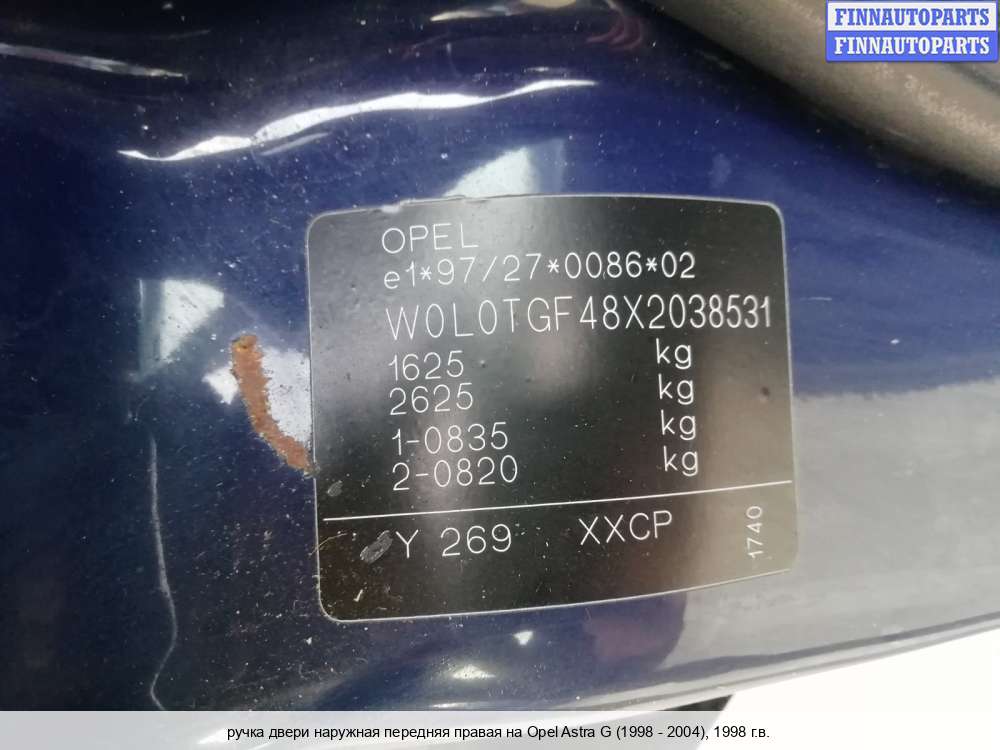 FINNAUTOPARTS
FINNAUTOPARTS
OPEL
e1*97/27*0086*02
W0L0TGF48X2038531
1625 kg
2625 kg
1-0835 kg
2-0820 kg
Y 269 XXCP 1740
ручка двери наружная передняя правая на Opel Astra G (1998 - 2004), 1998 г.в.